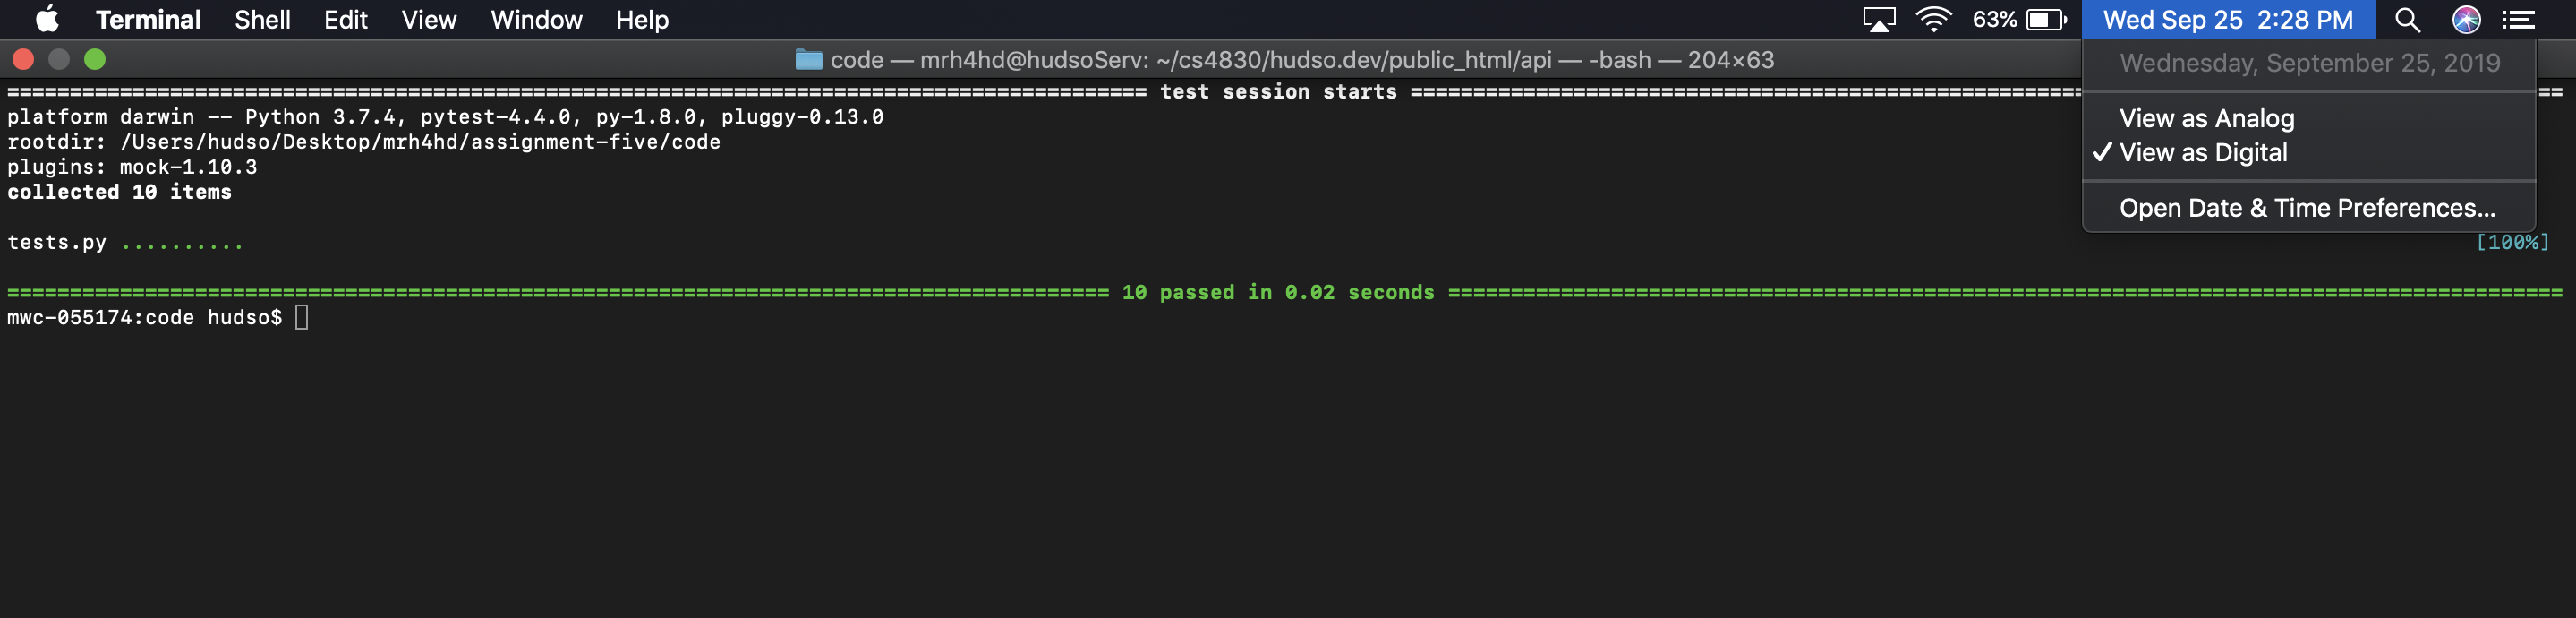 Terminal Shell Edit View Window Help 63% Wed Sep 25 2:28 PM
code — mrh4hd@hudsoServ: ~/cs4830/hudso.dev/public_html/api — -bash — 204×63
Wednesday, September 25, 2019
View as Analog
✓ View as Digital
Open Date & Time Preferences...
=========================================================================================== test session starts ===========================================================================================
platform darwin -- Python 3.7.4, pytest-4.4.0, py-1.8.0, pluggy-0.13.0
rootdir: /Users/hudso/Desktop/mrh4hd/assignment-five/code
plugins: mock-1.10.3
collected 10 items
tests.py .......... [100%]
======================================================================================== 10 passed in 0.02 seconds =========================================================================================
mwc-055174:code hudso$